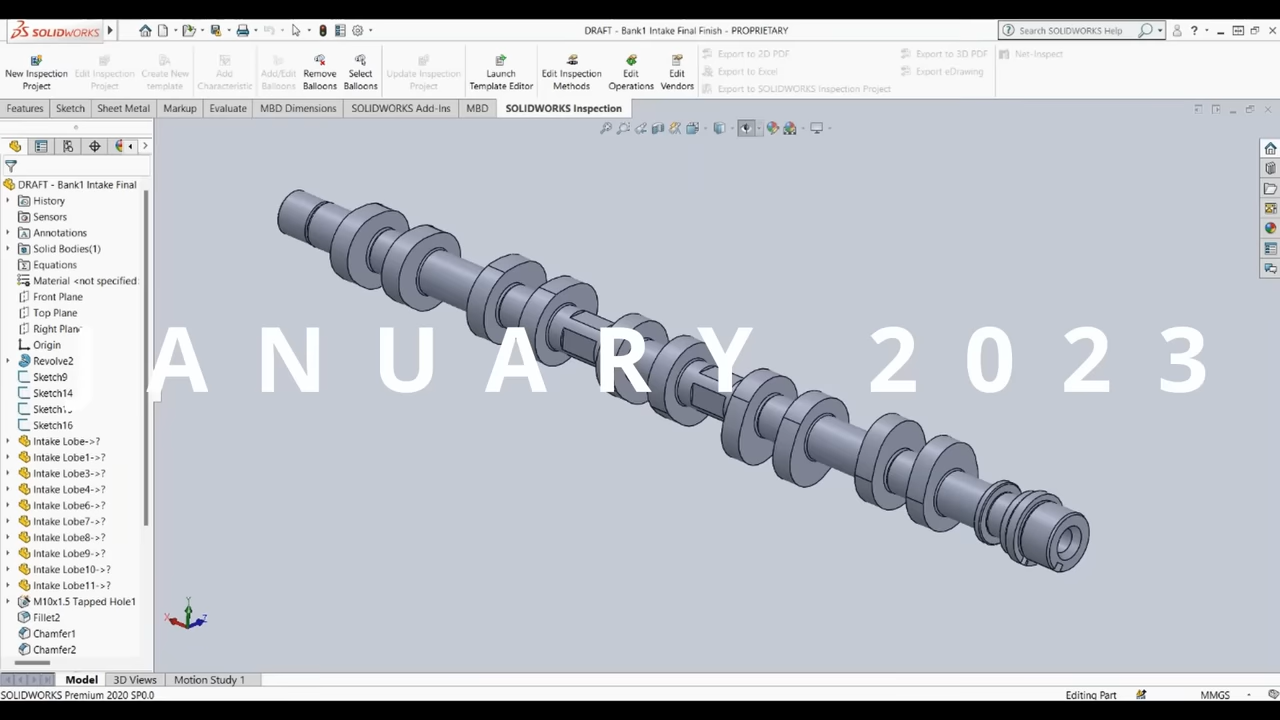 SOLIDWORKS
DRAFT - Bank1 Intake Final Finish - PROPRIETARY
Search SOLIDWORKS Help
New Inspection Project
Edit Inspection Project
Create New template
Add Characteristic
Add/Edit Balloons
Remove Balloons
Select Balloons
Update Inspection Project
Launch Template Editor
Edit Inspection Methods
Edit Operations
Edit Vendors
Export to 2D PDF
Export to Excel
Export to SOLIDWORKS Inspection Project
Export to 3D PDF
Export eDrawing
Net-Inspect
Features
Sketch
Sheet Metal
Markup
Evaluate
MBD Dimensions
SOLIDWORKS Add-Ins
MBD
SOLIDWORKS Inspection
DRAFT - Bank1 Intake Final
History
Sensors
Annotations
Solid Bodies(1)
Equations
Material <not specified
Front Plane
Top Plane
Right Plane
Origin
Revolve2
Sketch9
Sketch14
Sketch16
Intake Lobe->?
Intake Lobe1->?
Intake Lobe3->?
Intake Lobe4->?
Intake Lobe6->?
Intake Lobe7->?
Intake Lobe8->?
Intake Lobe9->?
Intake Lobe10->?
Intake Lobe11->?
M10x1.5 Tapped Hole1
Fillet2
Chamfer1
Chamfer2
JANUARY 2023
Y
X
Z
Model
3D Views
Motion Study 1
SOLIDWORKS Premium 2020 SP0.0
Editing Part
MMGS